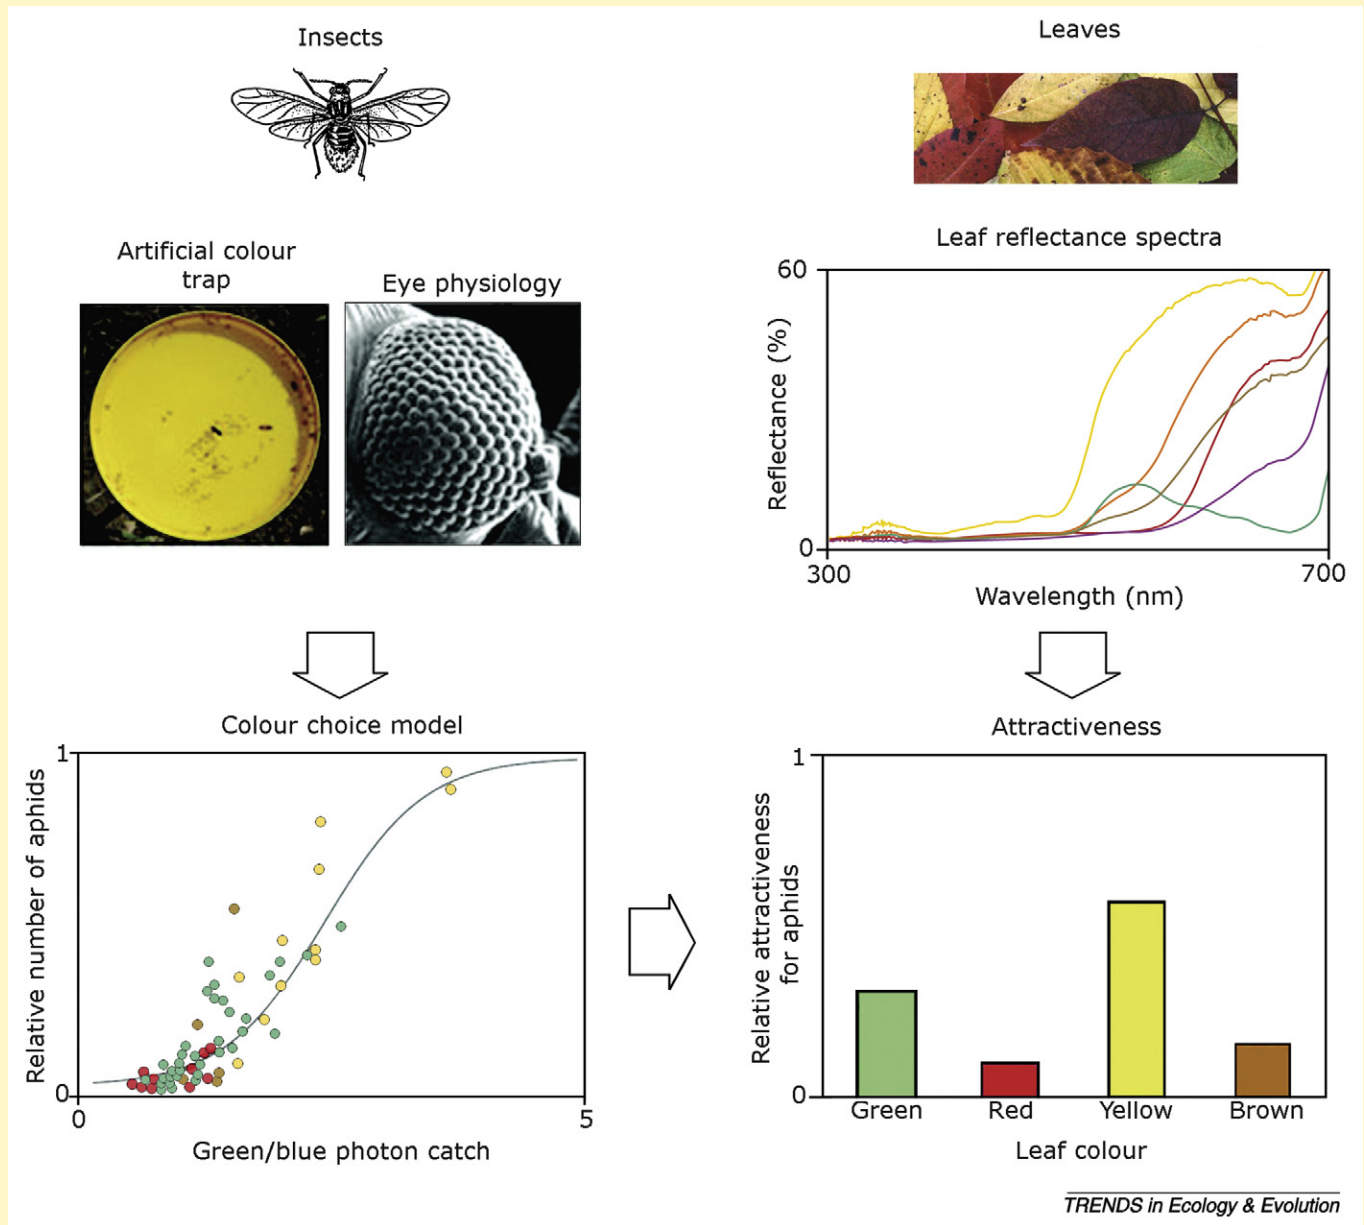 Insects
Leaves
Artificial colour
trap
Eye physiology
Leaf reflectance spectra
60
Reflectance (%)
0
300
700
Wavelength (nm)
Colour choice model
1
Relative number of aphids
0
0
5
Green/blue photon catch
Attractiveness
1
Relative attractiveness
for aphids
0
Green
Red
Yellow
Brown
Leaf colour
TRENDS in Ecology & Evolution